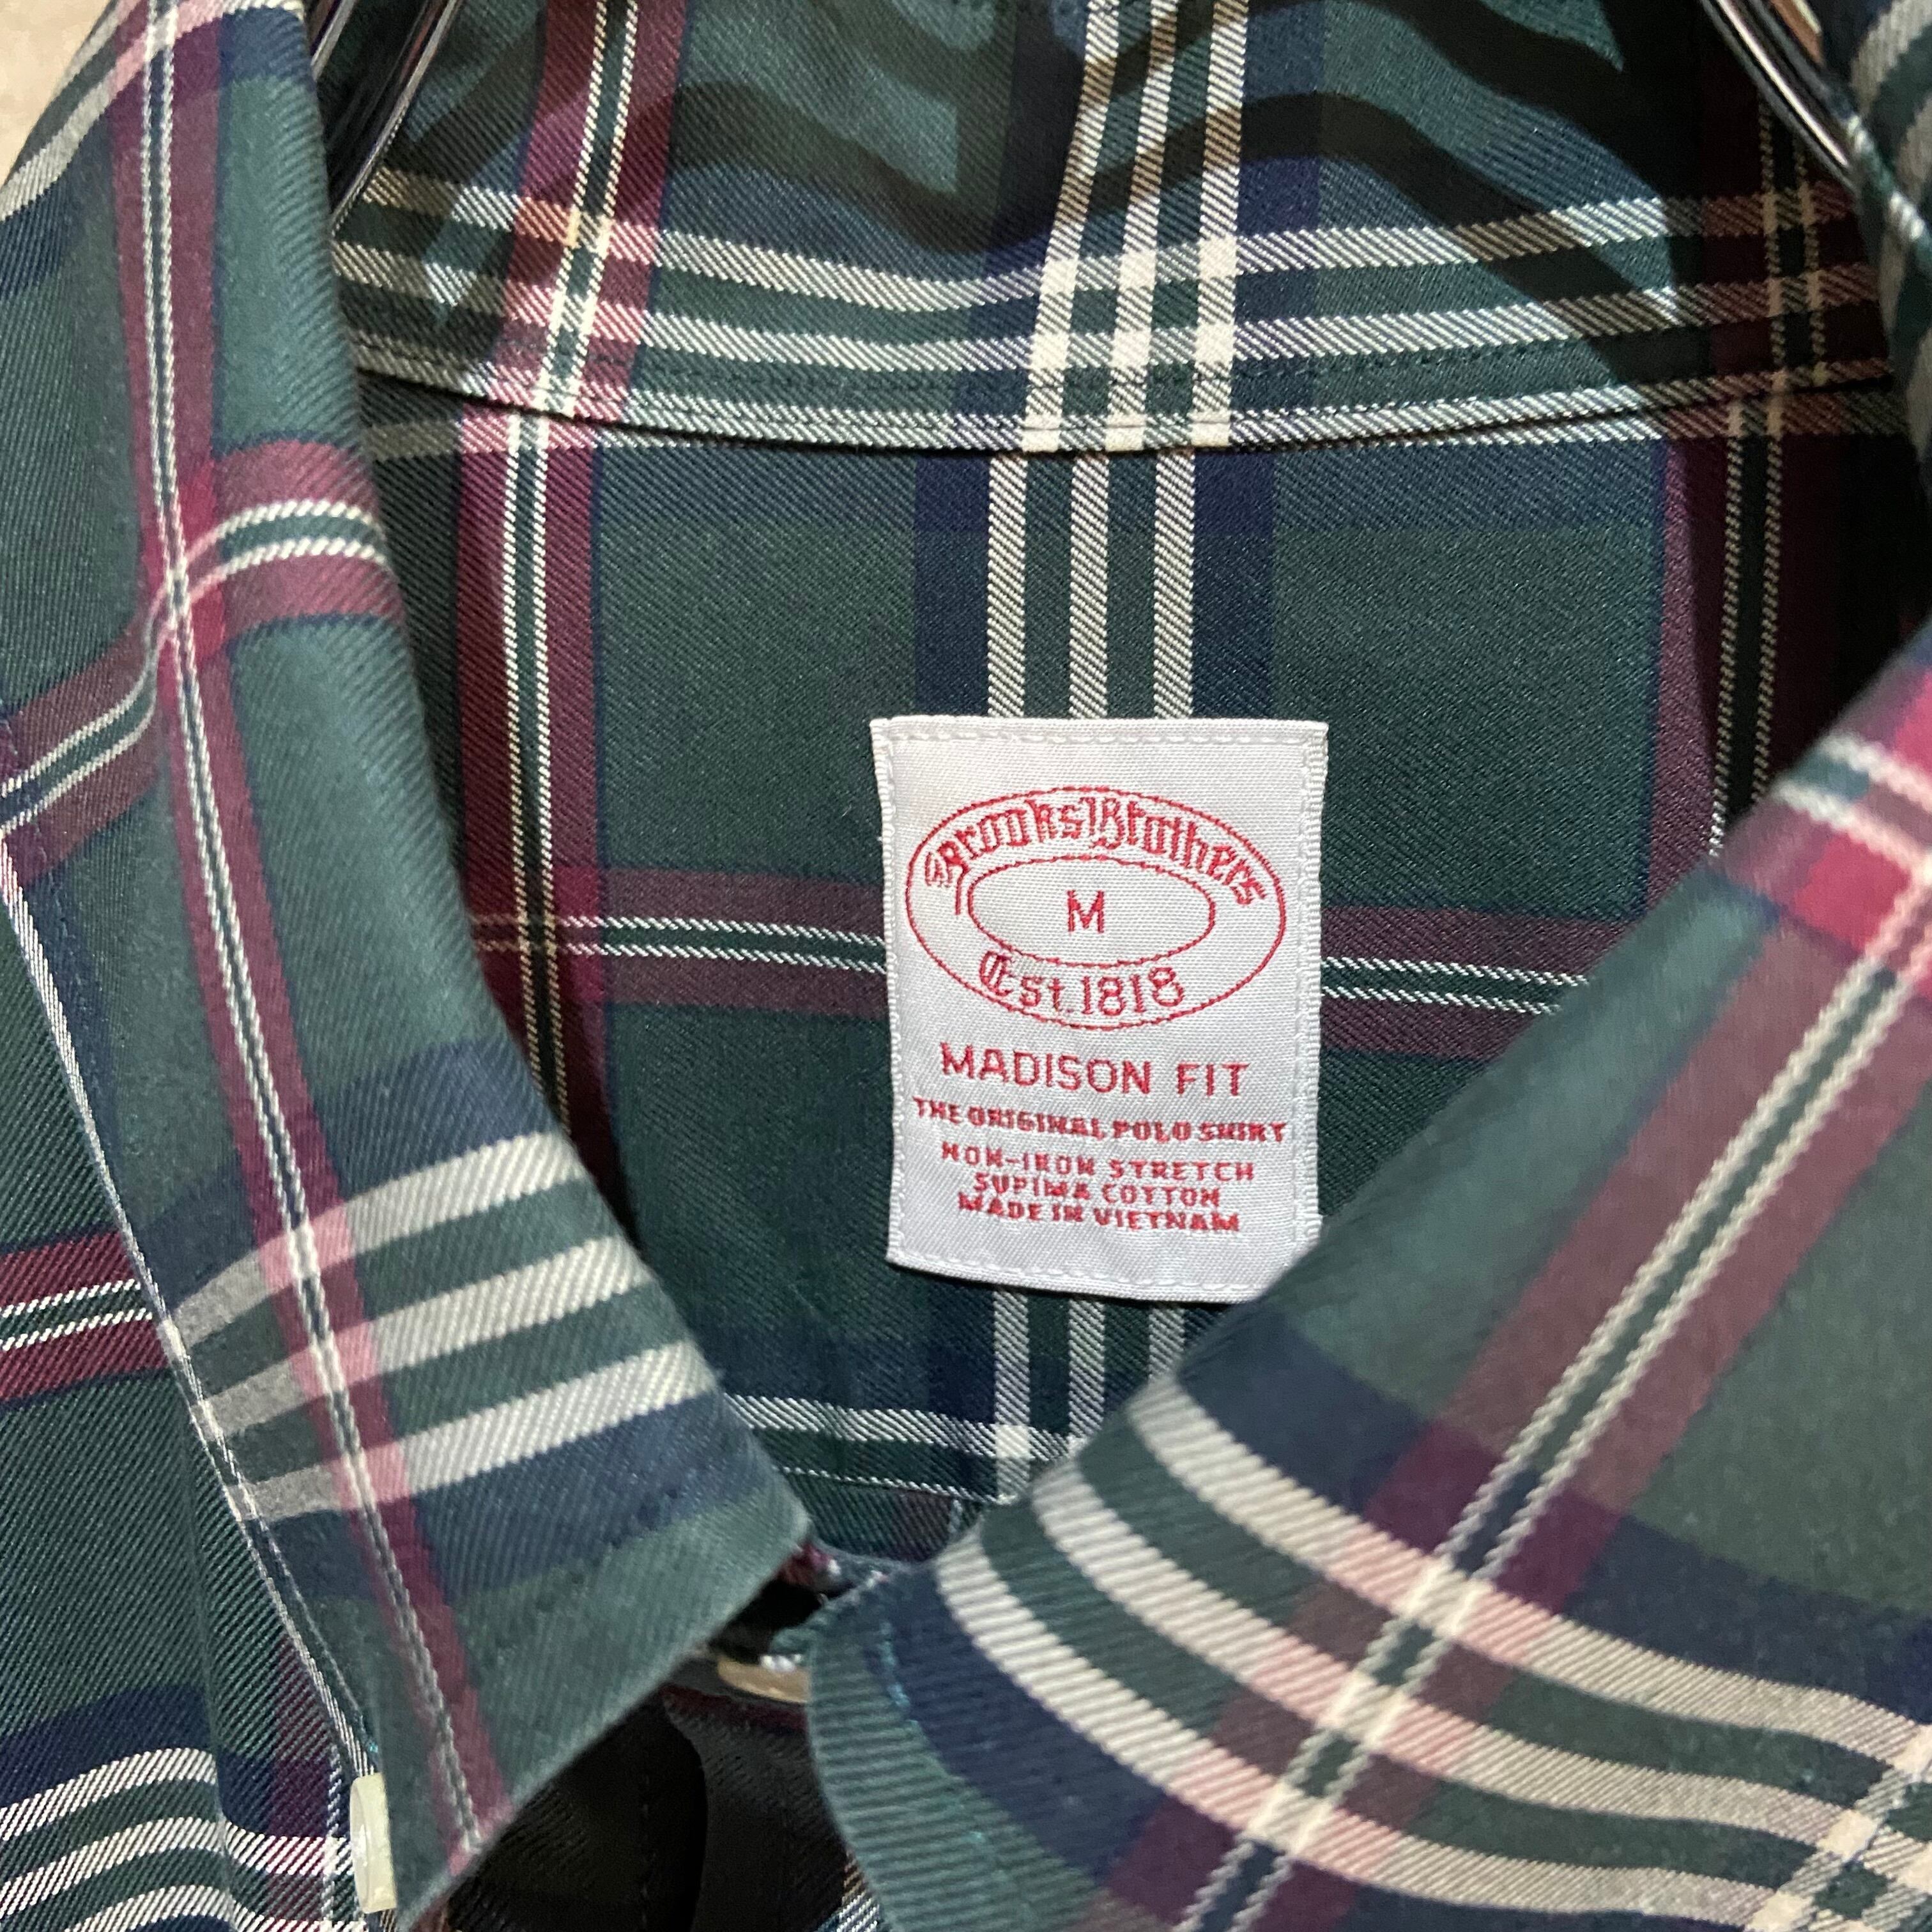 Brooks Brothers
M
Est. 1818
MADISON FIT
THE ORIGINAL POLO SHIRT
NON-IRON STRETCH
SUPIMA COTTON
MADE IN VIETNAM